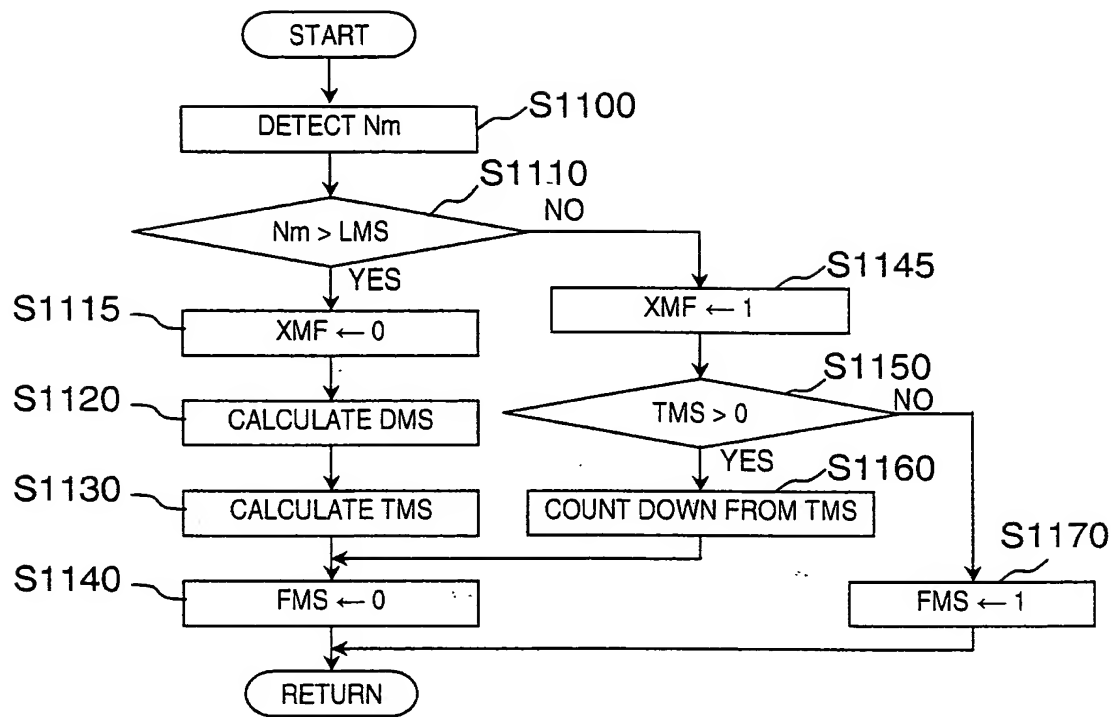 START
DETECT Nm
S1100
S1110
Nm > LMS
NO
YES
S1145
S1115
XMF ← 0
XMF ← 1
S1150
S1120
CALCULATE DMS
TMS > 0
NO
YES
S1160
S1130
CALCULATE TMS
COUNT DOWN FROM TMS
S1170
S1140
FMS ← 0
FMS ← 1
RETURN